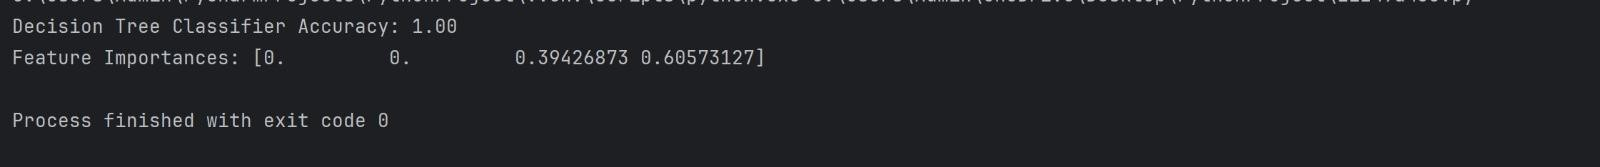 Decision Tree Classifier Accuracy: 1.00
Feature Importances: [0.         0.         0.39426873 0.60573127]
Process finished with exit code 0